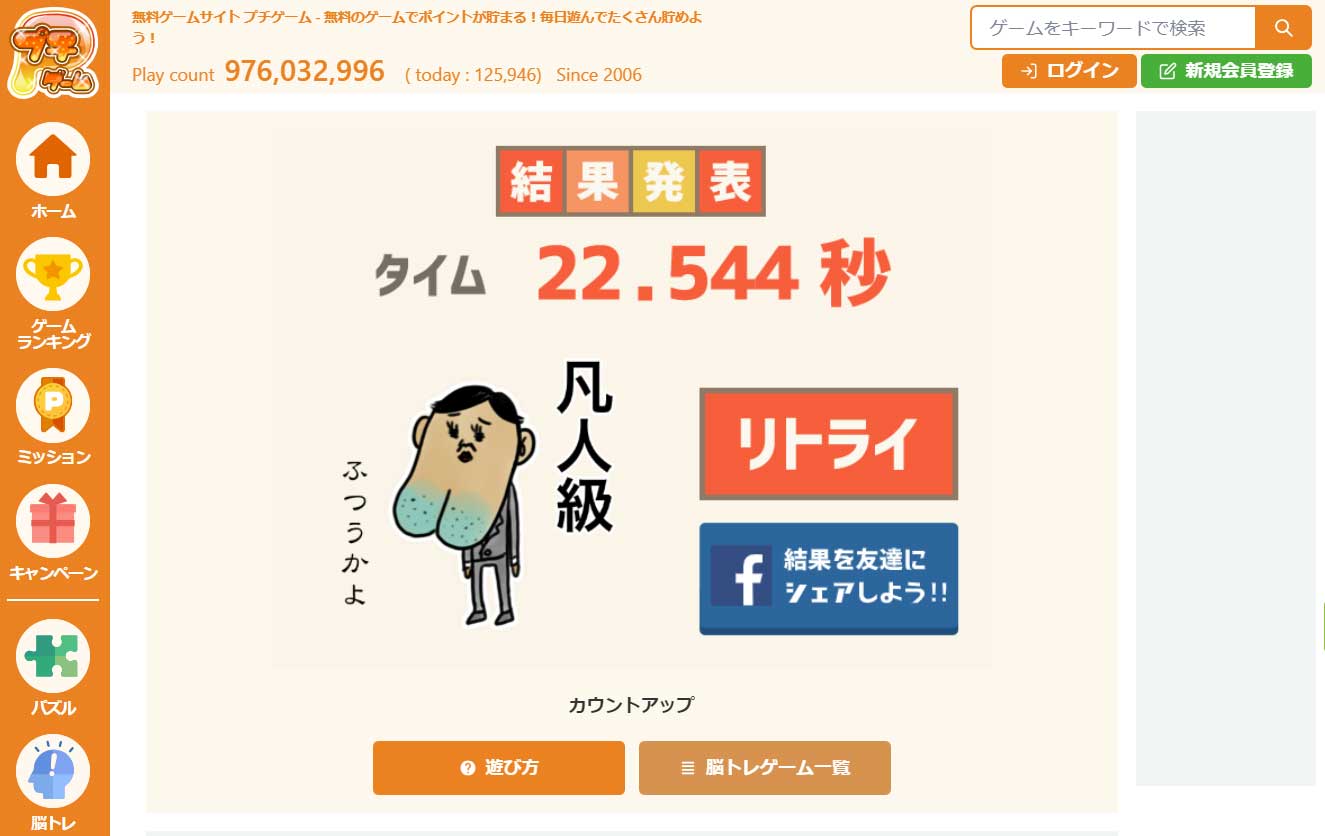 プチ
ゲーム
無料ゲームサイト プチゲーム - 無料のゲームでポイントが貯まる！毎日遊んでたくさん貯めよ
う！
Play count 976,032,996 ( today : 125,946) Since 2006
ゲームをキーワードで検索
ログイン
新規会員登録
ホーム
ゲーム
ランキング
P
ミッション
キャンペーン
パズル
脳トレ
結果発表
タイム 22.544 秒
凡人級
ふつうかよ
リトライ
f
結果を友達に
シェアしよう!!
カウントアップ
遊び方
脳トレゲーム一覧